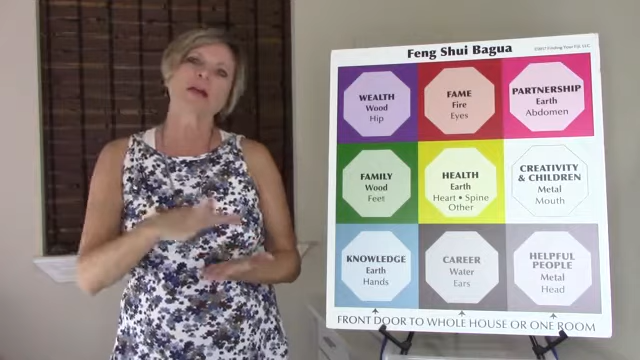 Feng Shui Bagua
WEALTH
Wood
Hip
FAME
Fire
Eyes
PARTNERSHIP
Earth
Abdomen
FAMILY
Wood
Feet
HEALTH
Earth
Heart • Spine
Other
CREATIVITY
& CHILDREN
Metal
Mouth
KNOWLEDGE
Earth
Hands
CAREER
Water
Ears
HELPFUL
PEOPLE
Metal
Head
FRONT DOOR TO WHOLE HOUSE OR ONE ROOM